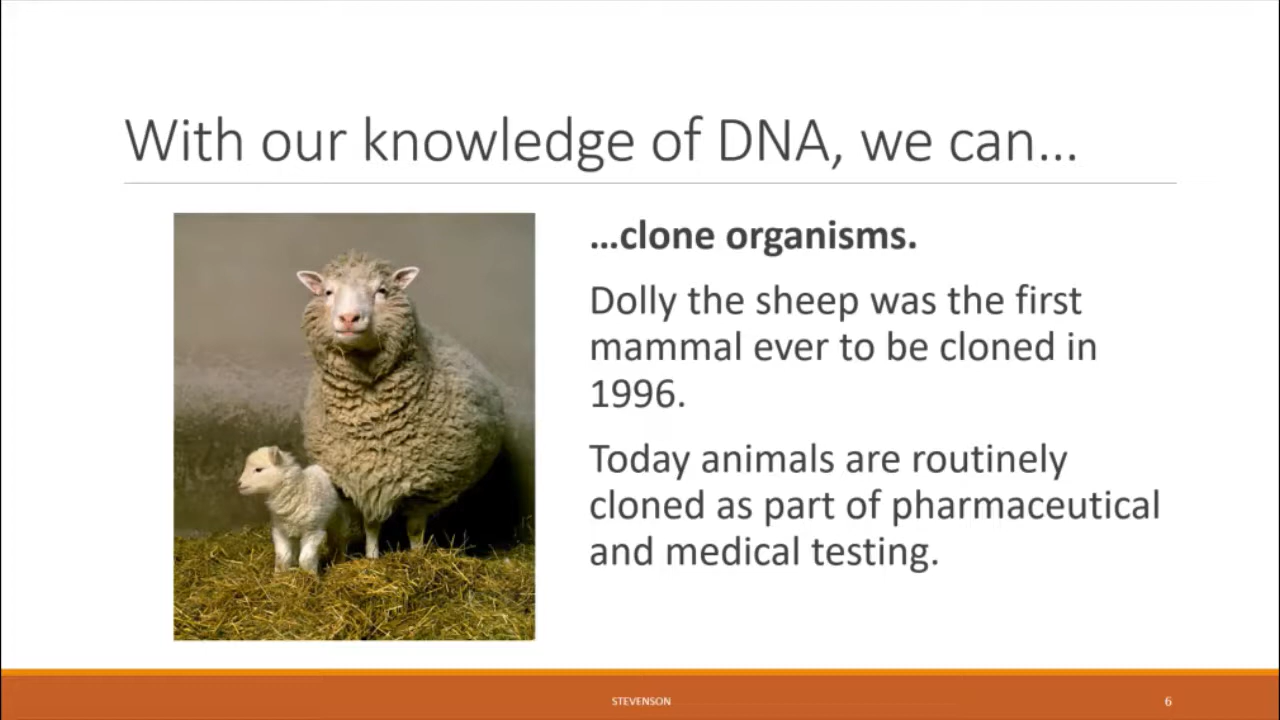 With our knowledge of DNA, we can...
...clone organisms.
Dolly the sheep was the first
mammal ever to be cloned in
1996.
Today animals are routinely
cloned as part of pharmaceutical
and medical testing.
STEVENSON
6